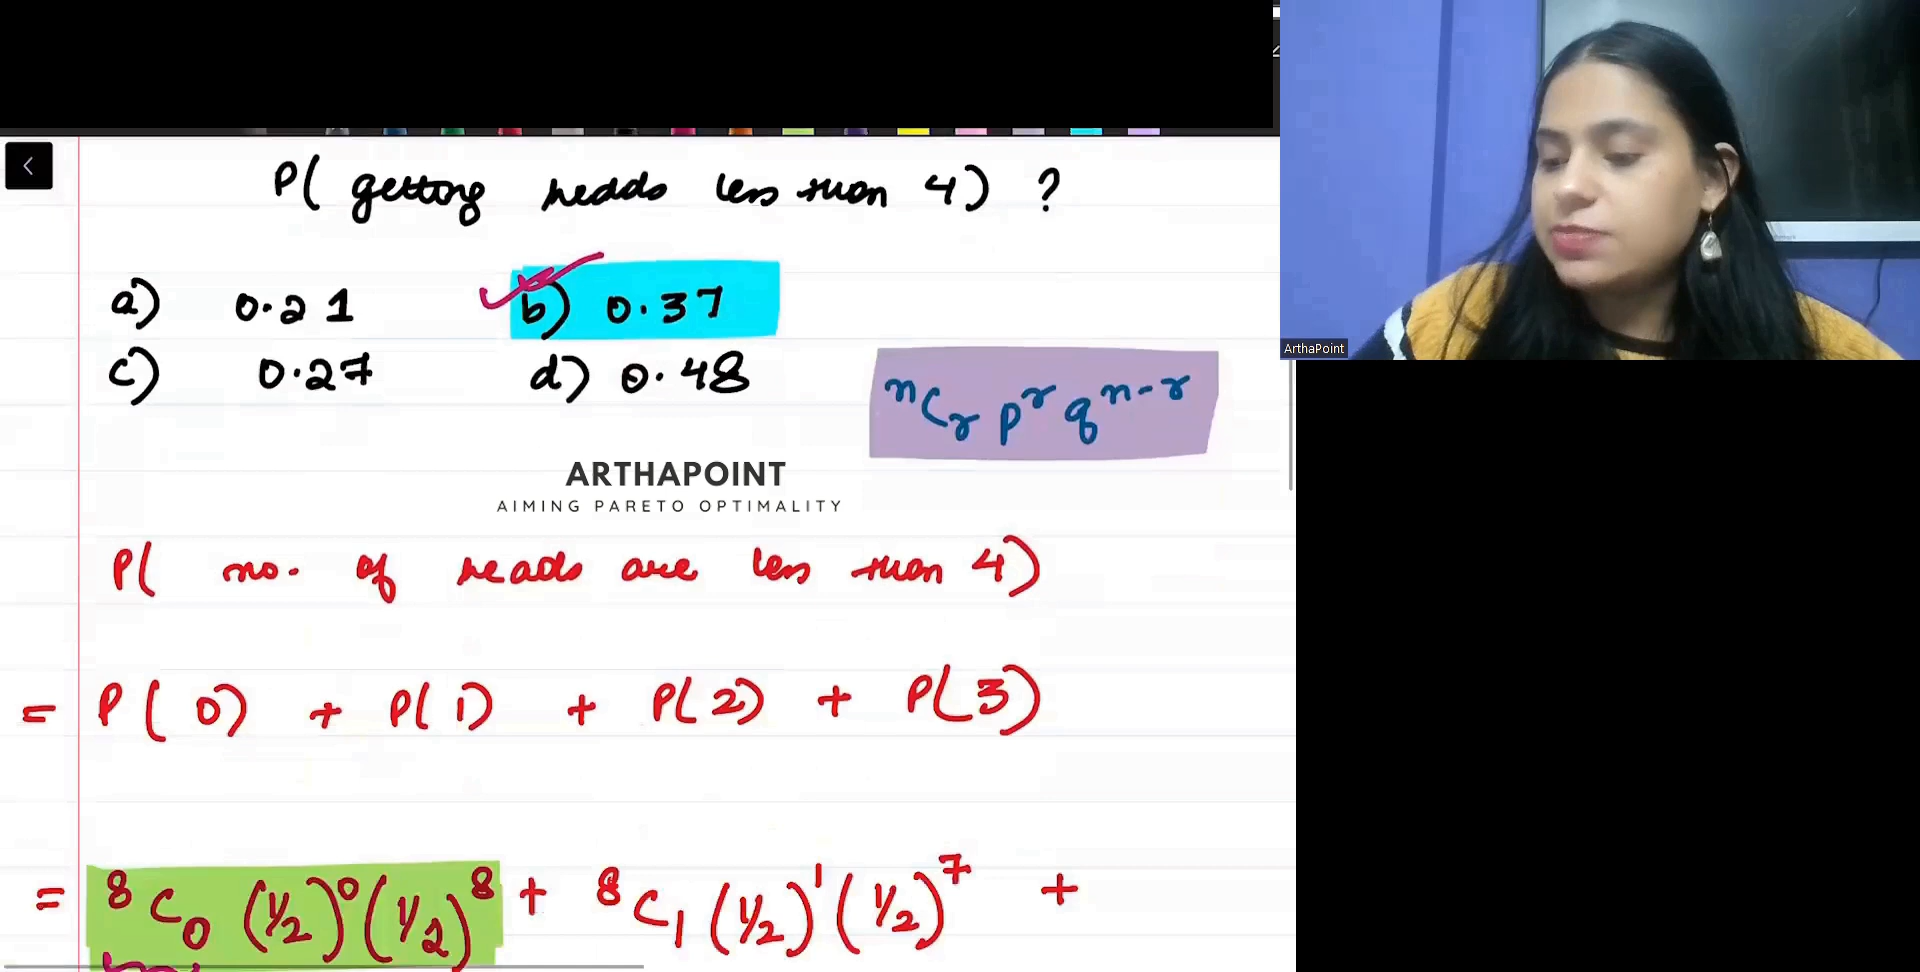 P( getting heads less than 4) ?
a) 0.21 b) 0.37
c) 0.27 d) 0.48
ⁿCᵣ pʳ qⁿ⁻ʳ
ARTHAPOINT
AIMING PARETO OPTIMALITY
P( no. of heads are less than 4)
= P( 0) + P( 1) + P( 2) + P( 3)
= ⁸C₀ (1/2)⁰ (1/2)⁸ + ⁸C₁ (1/2)¹ (1/2)⁷ +
ArthaPoint